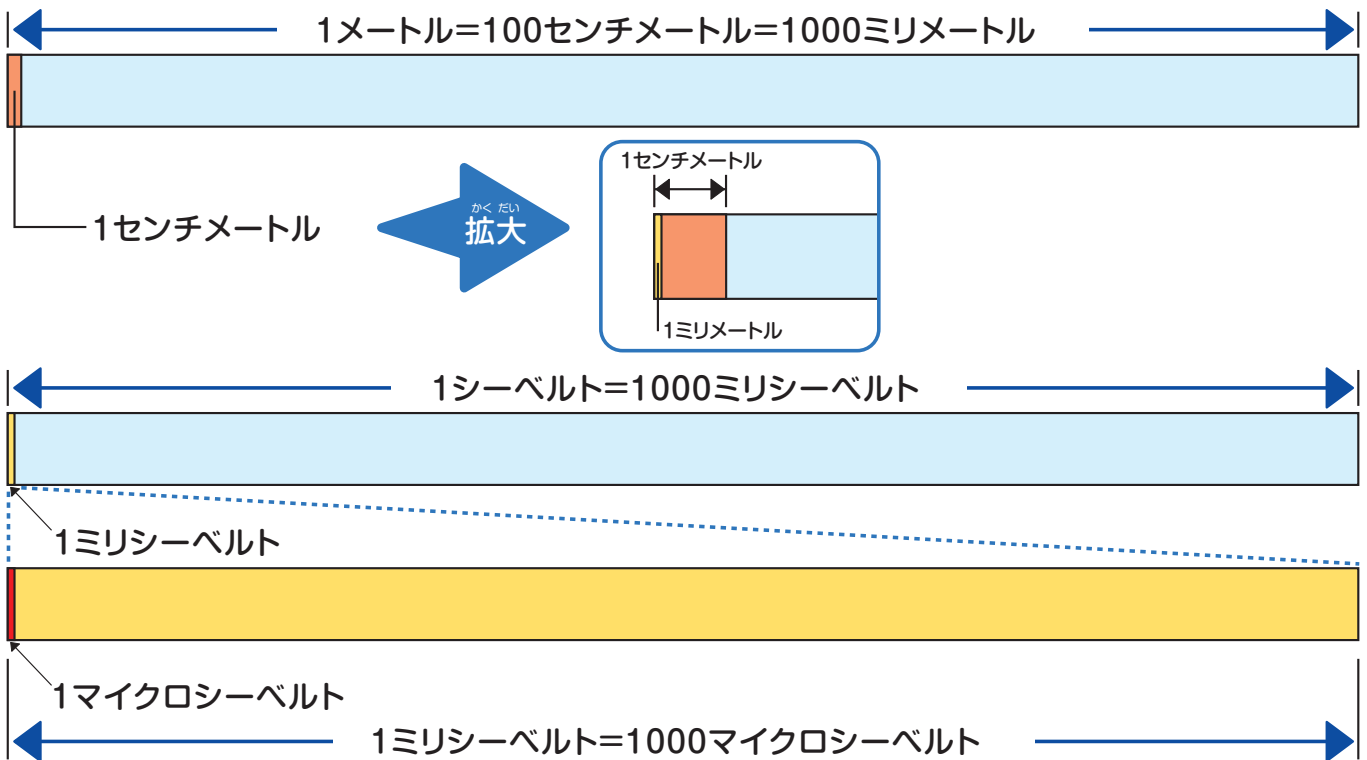 1メートル=100センチメートル=1000ミリメートル
1センチメートル
かく だい
拡大
1センチメートル
1ミリメートル
1シーベルト=1000ミリシーベルト
1ミリシーベルト
1マイクロシーベルト
1ミリシーベルト=1000マイクロシーベルト